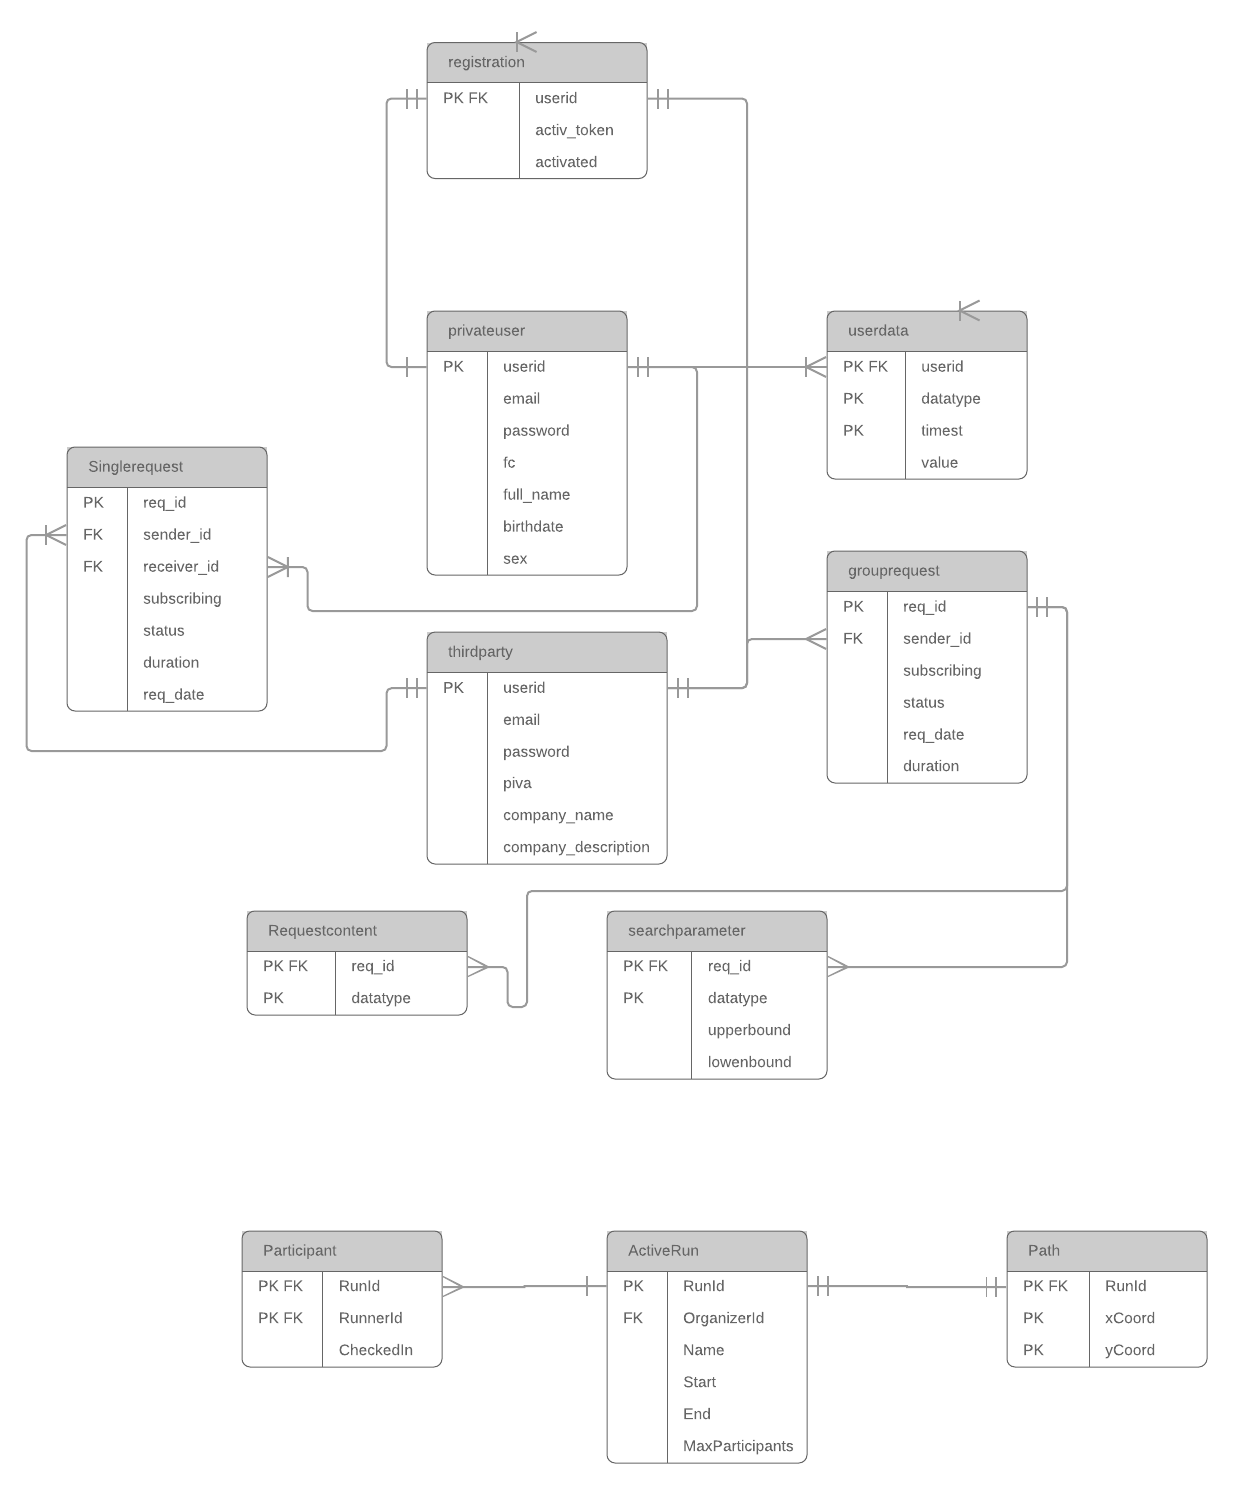 registration
PK FK userid
activ_token
activated
privateuser
PK userid
email
password
fc
full_name
birthdate
sex
userdata
PK FK userid
PK datatype
PK timest
value
Singlerequest
PK req_id
FK sender_id
FK receiver_id
subscribing
status
duration
req_date
grouprequest
PK req_id
FK sender_id
subscribing
status
req_date
duration
thirdparty
PK userid
email
password
piva
company_name
company_description
Requestcontent
PK FK req_id
PK datatype
searchparameter
PK FK req_id
PK datatype
upperbound
lowenbound
Participant
PK FK RunId
PK FK RunnerId
CheckedIn
ActiveRun
PK RunId
FK OrganizerId
Name
Start
End
MaxParticipants
Path
PK FK RunId
PK xCoord
PK yCoord